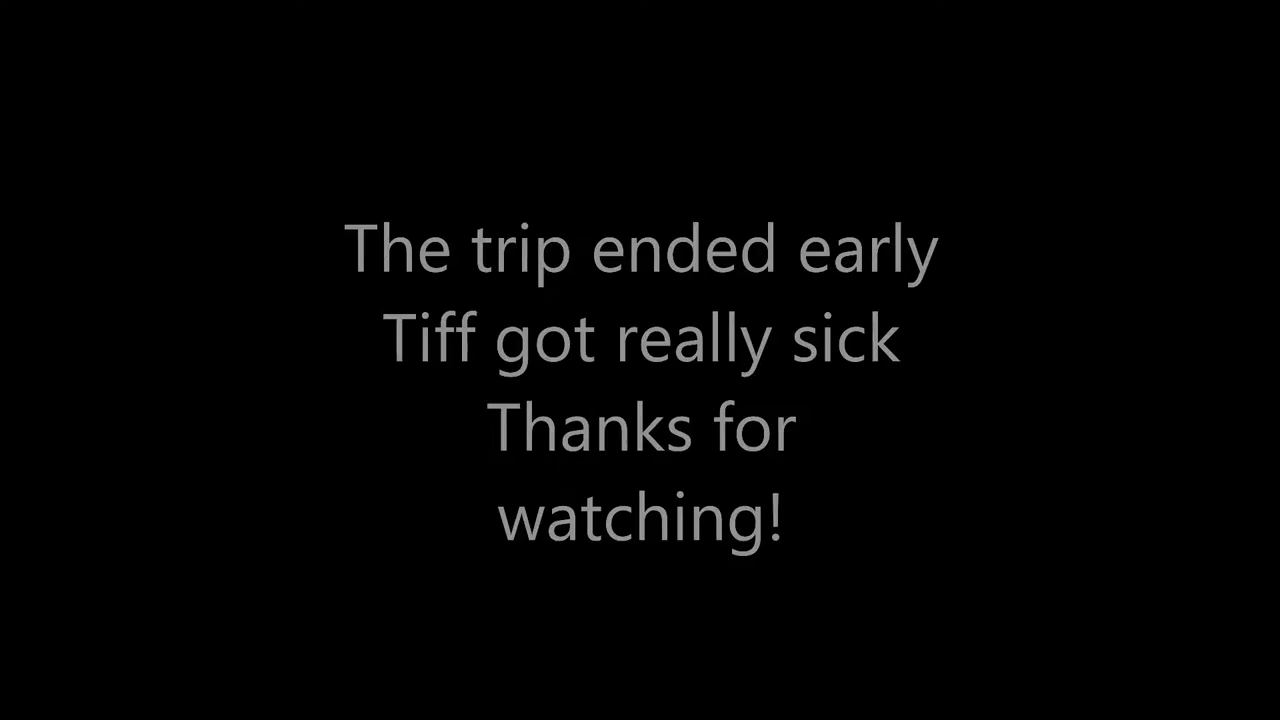 The trip ended early
Tiff got really sick
Thanks for
watching!